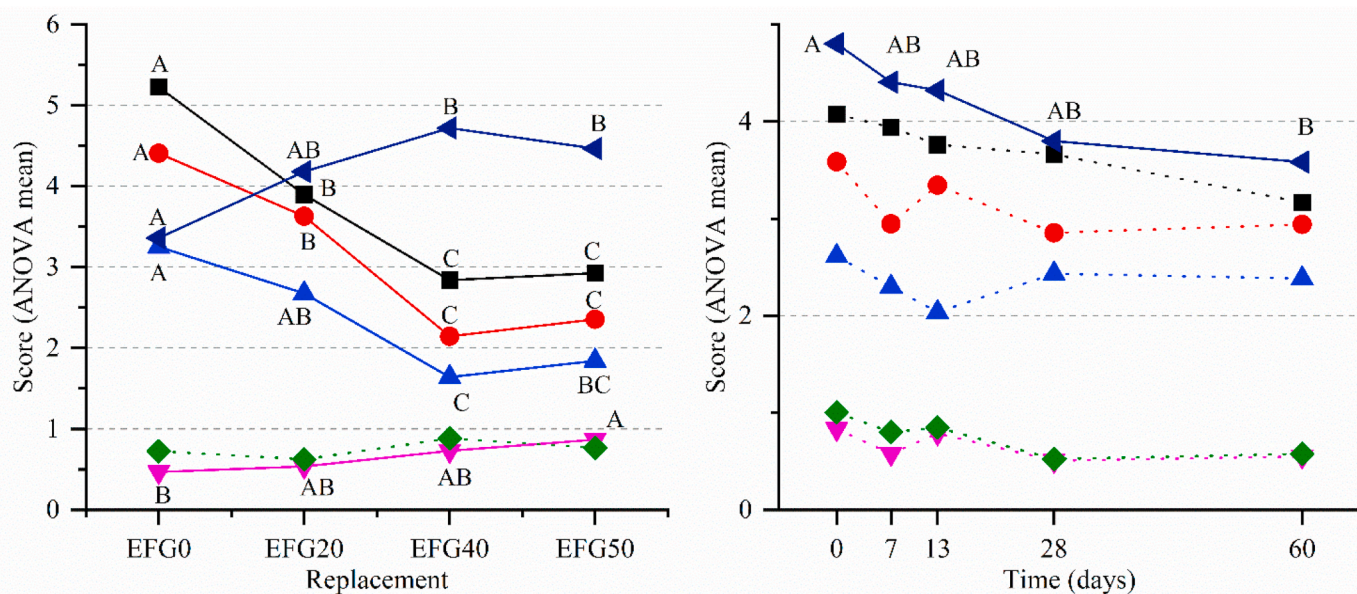 6
5
4
3
2
1
0
Score (ANOVA mean)
A
A
A
A
B
AB
B
B
AB
AB
B
C
C
C
AB
B
C
C
BC
A
EFG0 EFG20 EFG40 EFG50
Replacement
4
2
0
Score (ANOVA mean)
A
AB
AB
AB
B
0 7 13 28 60
Time (days)